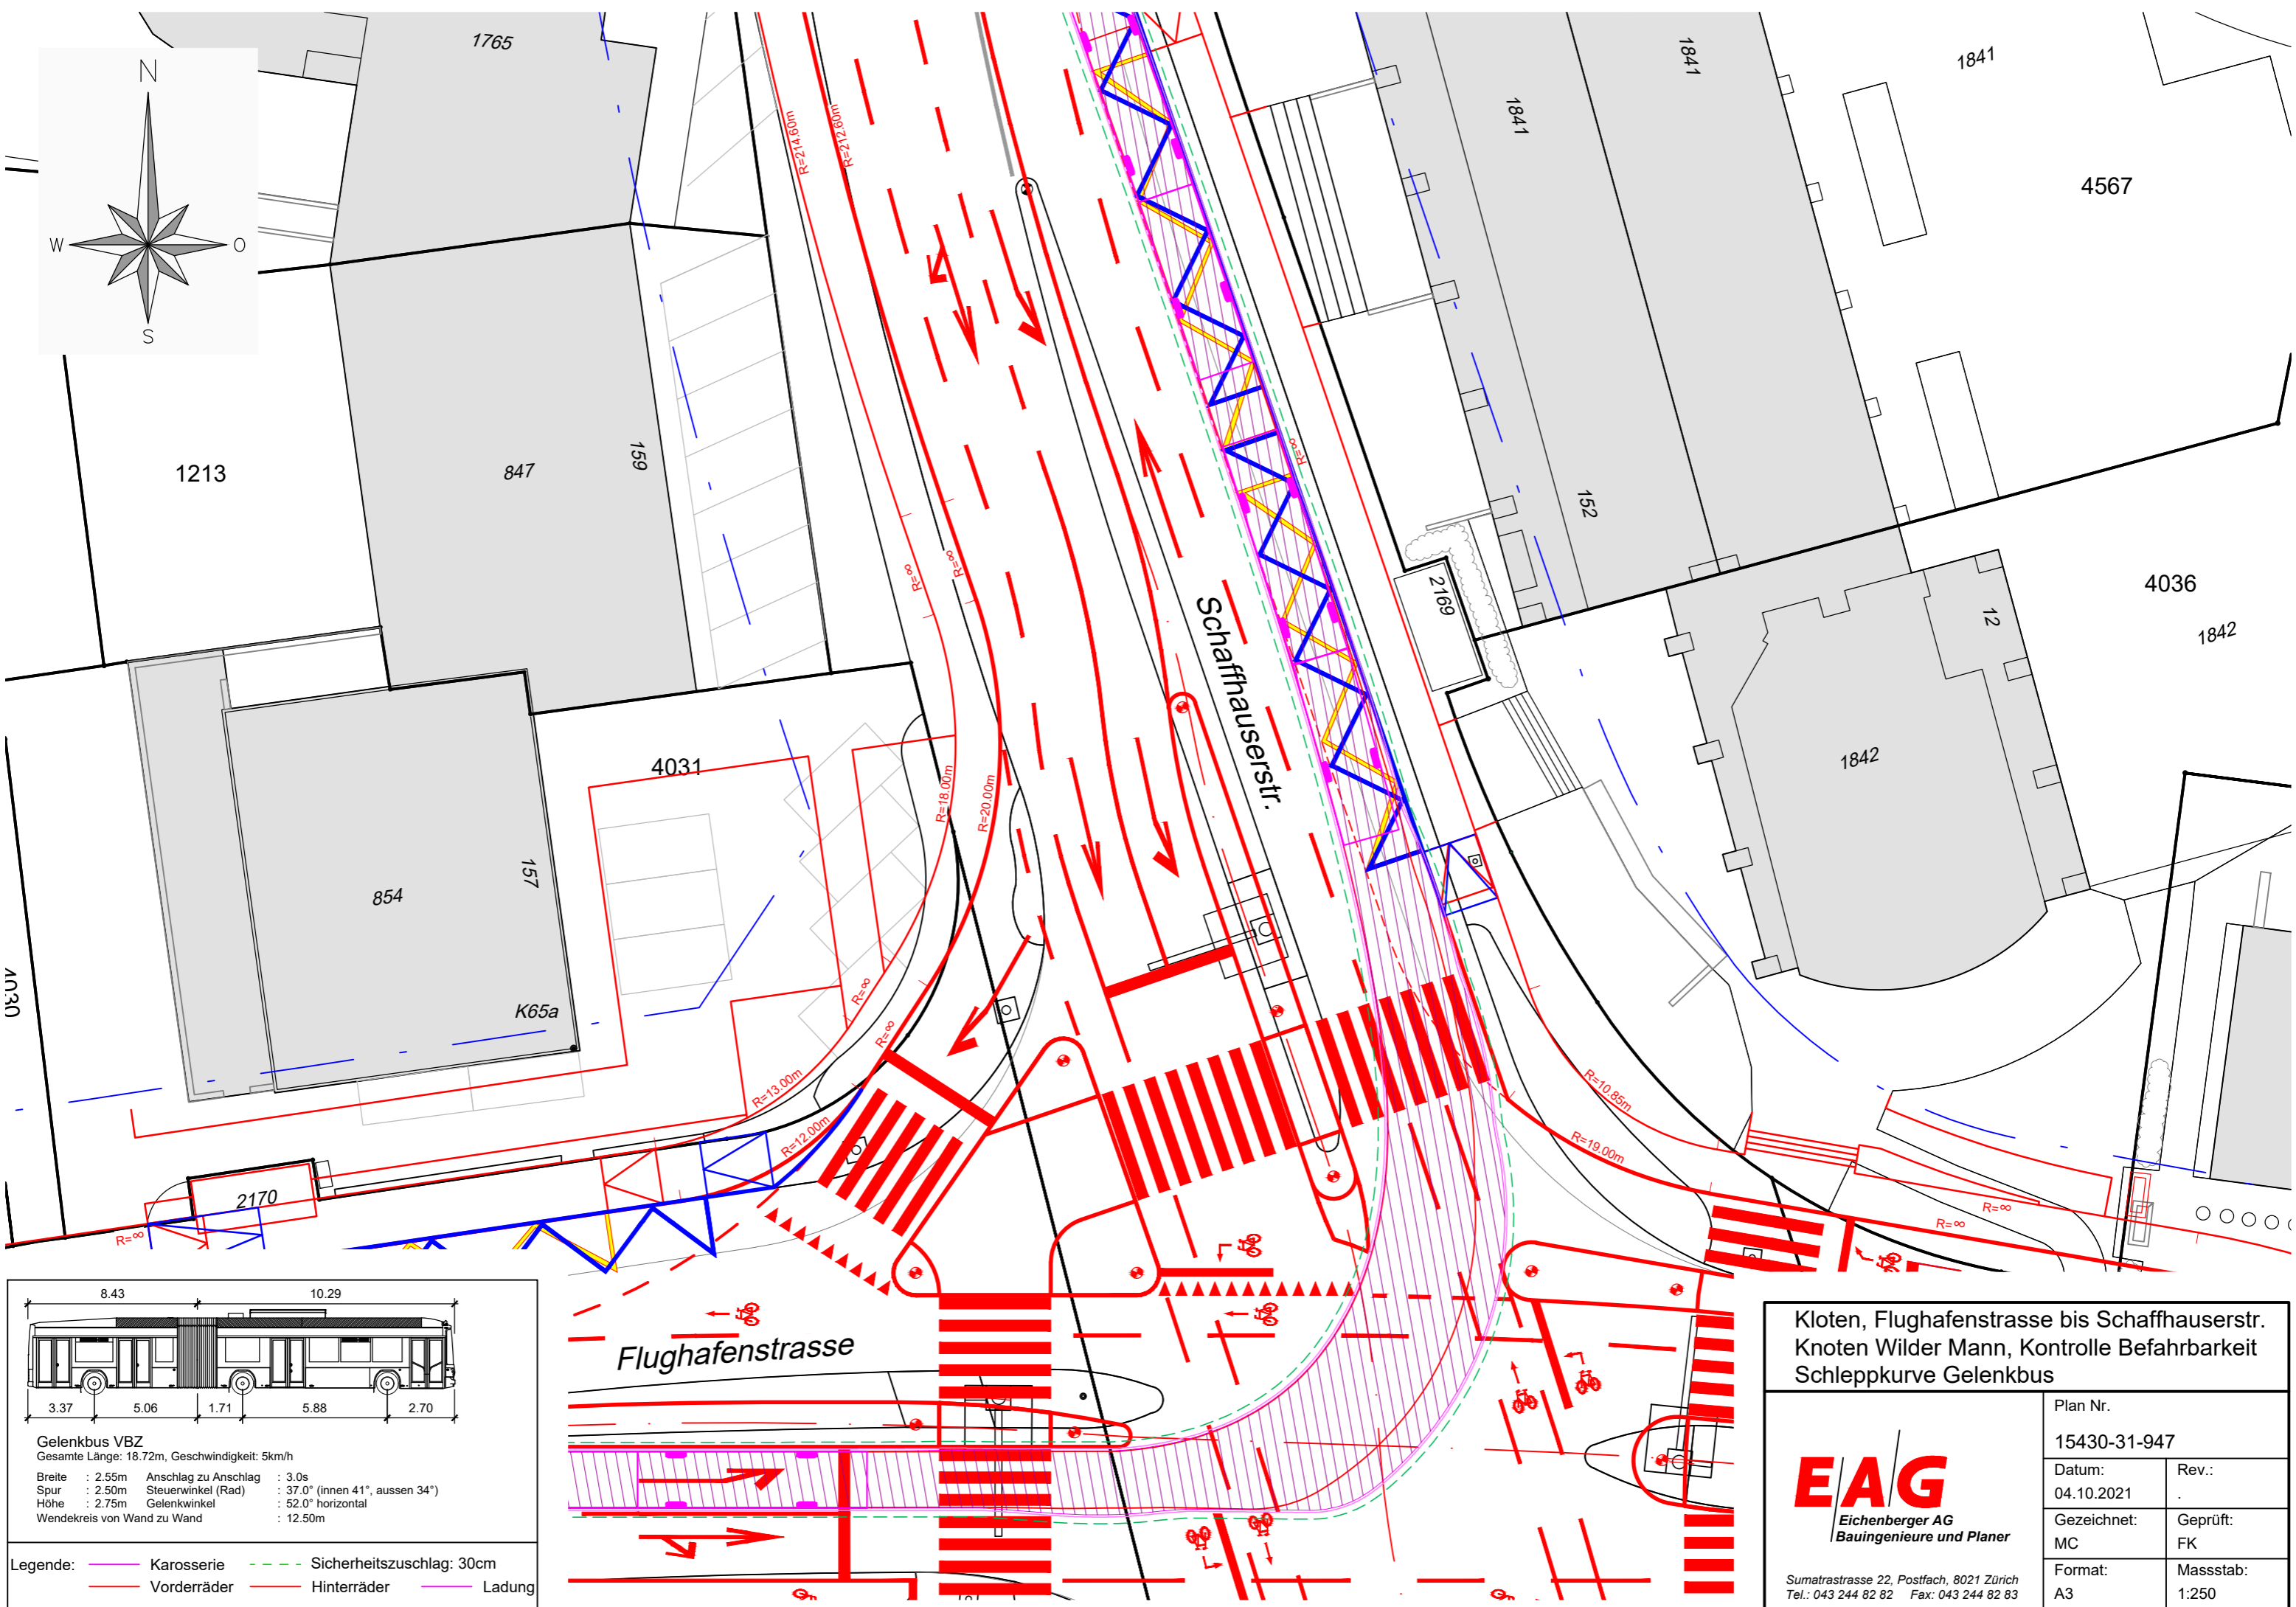 1765
1841
1841
1841
N
W
O
S
R=214.60m
R=212.60m
4567
1213
847
159
R=∞
152
R=∞
R=∞
2169
4036
12
1842
Schaffhauserstr.
1842
4031
R=18.00m
R=20.00m
157
854
4030
K65a
R=∞
R=∞
R=13.00m
R=12.00m
R=10.85m
R=19.00m
2170
R=∞
R=∞
R=∞
Flughafenstrasse
8.43
10.29
3.37
5.06
1.71
5.88
2.70
Gelenkbus VBZ
Gesamte Länge: 18.72m, Geschwindigkeit: 5km/h
Breite : 2.55m Anschlag zu Anschlag : 3.0s
Spur : 2.50m Steuerwinkel (Rad) : 37.0° (innen 41°, aussen 34°)
Höhe : 2.75m Gelenkwinkel : 52.0° horizontal
Wendekreis von Wand zu Wand : 12.50m
Legende: Karosserie Sicherheitszuschlag: 30cm
Vorderräder Hinterräder Ladung
Kloten, Flughafenstrasse bis Schaffhauserstr.
Knoten Wilder Mann, Kontrolle Befahrbarkeit
Schleppkurve Gelenkbus
EAG
Eichenberger AG
Bauingenieure und Planer
Sumatrastrasse 22, Postfach, 8021 Zürich
Tel.: 043 244 82 82 Fax: 043 244 82 83
Plan Nr.
15430-31-947
Datum: Rev.:
04.10.2021 .
Gezeichnet: Geprüft:
MC FK
Format: Massstab:
A3 1:250